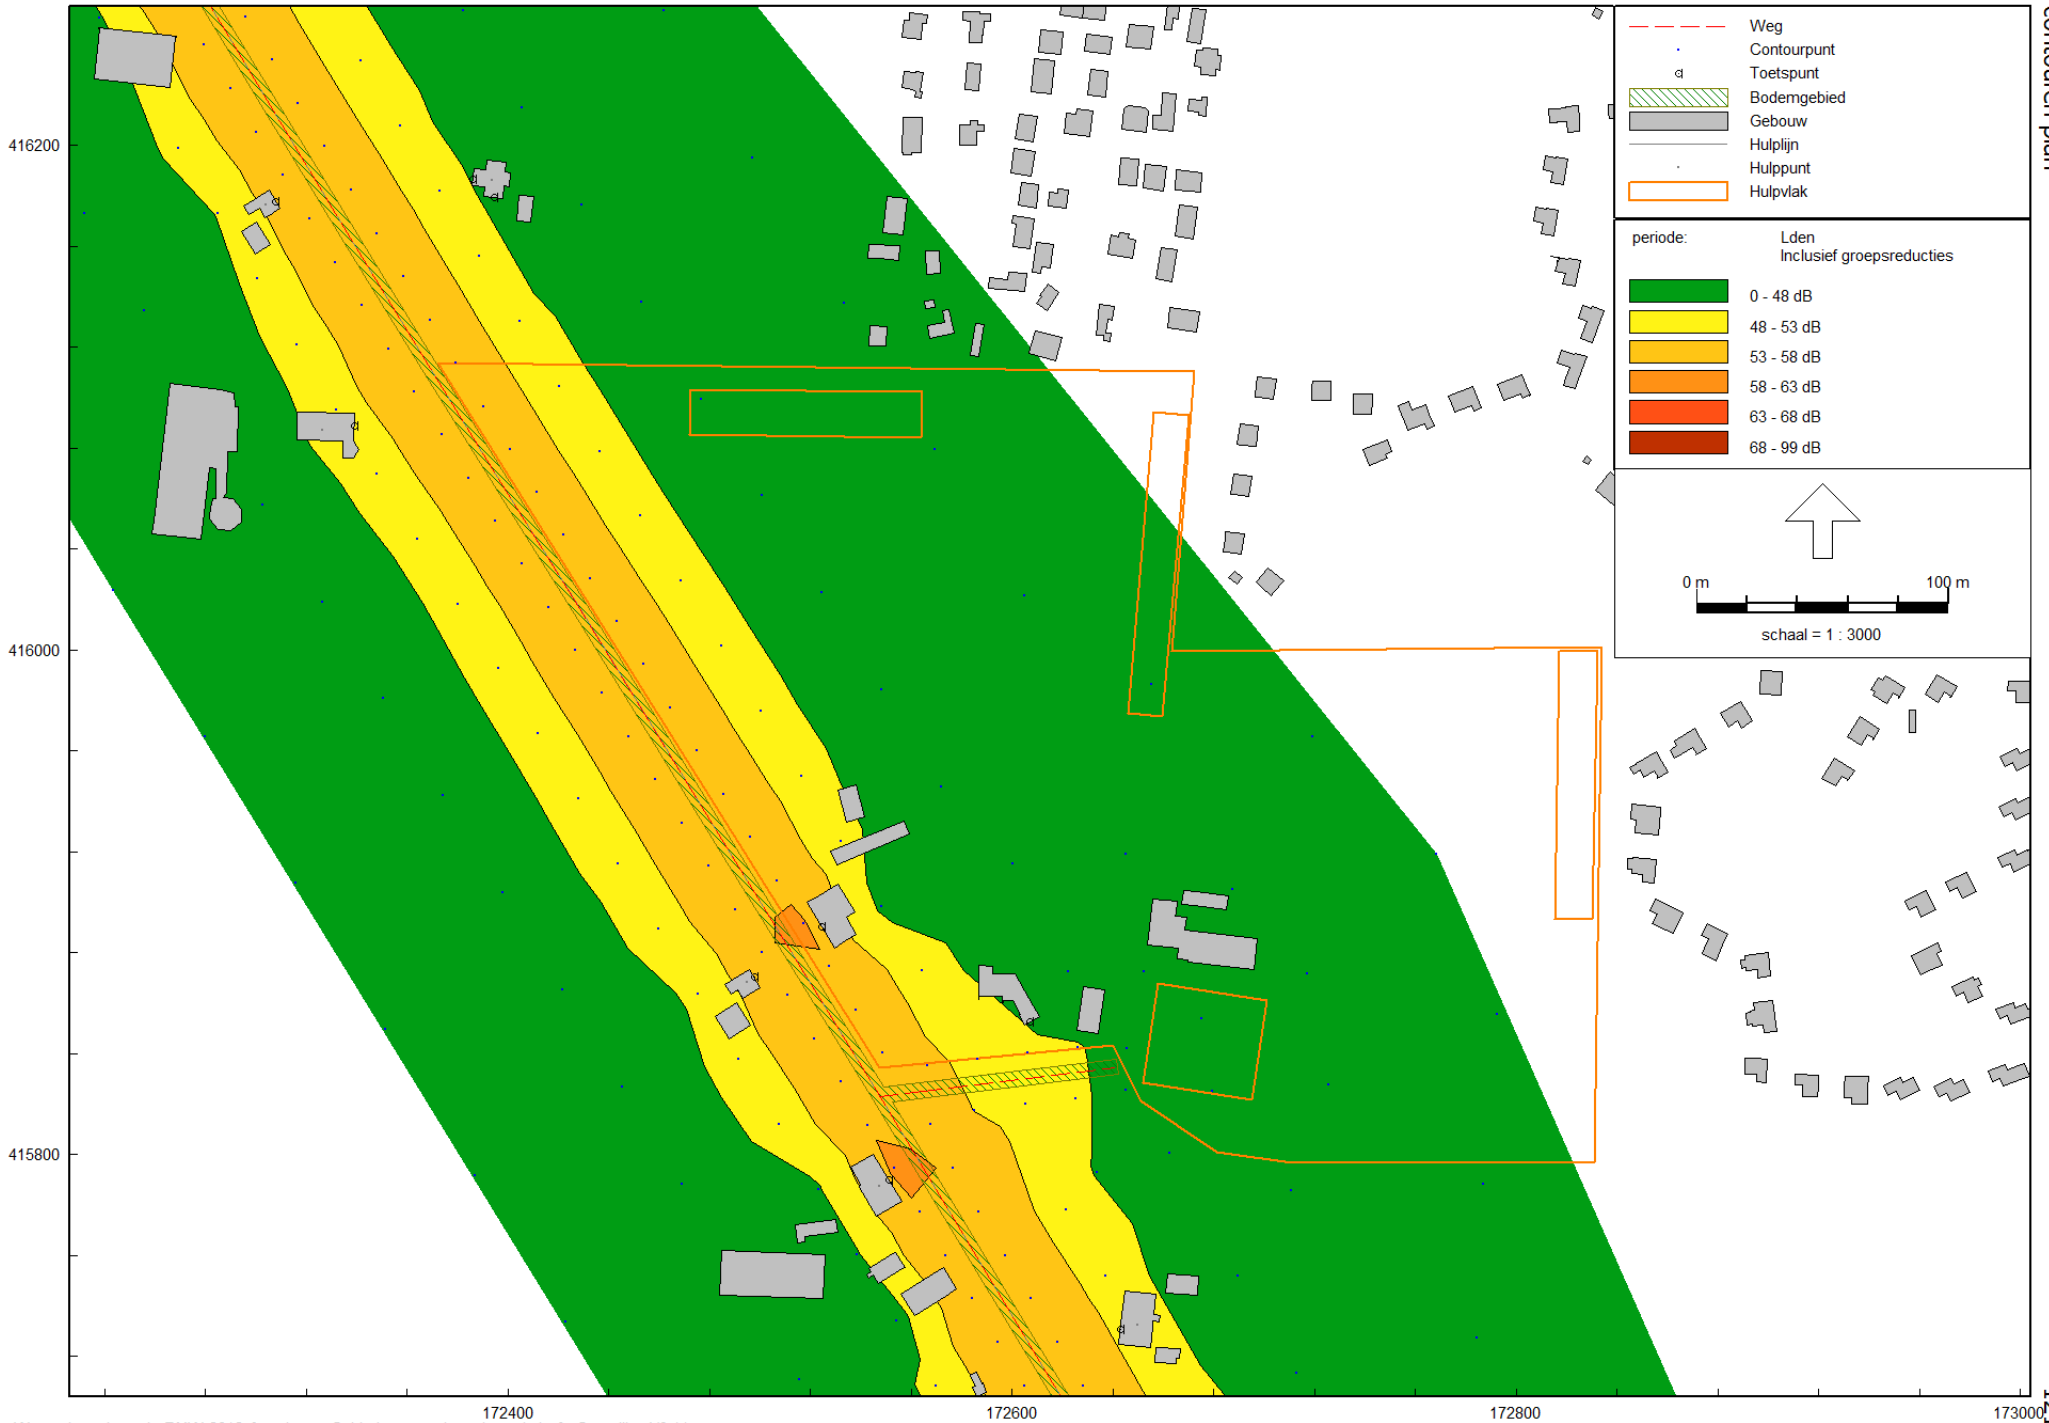 contouren plan
Weg
Contourpunt
Toetspunt
Bodemgebied
Gebouw
Hulplijn
Hulppunt
Hulpvlak
periode: Lden
Inclusief groepsreducties
0 - 48 dB
48 - 53 dB
53 - 58 dB
58 - 63 dB
63 - 68 dB
68 - 99 dB
0 m 100 m
schaal = 1 : 3000
416200
416000
415800
172400 172600 172800 173000